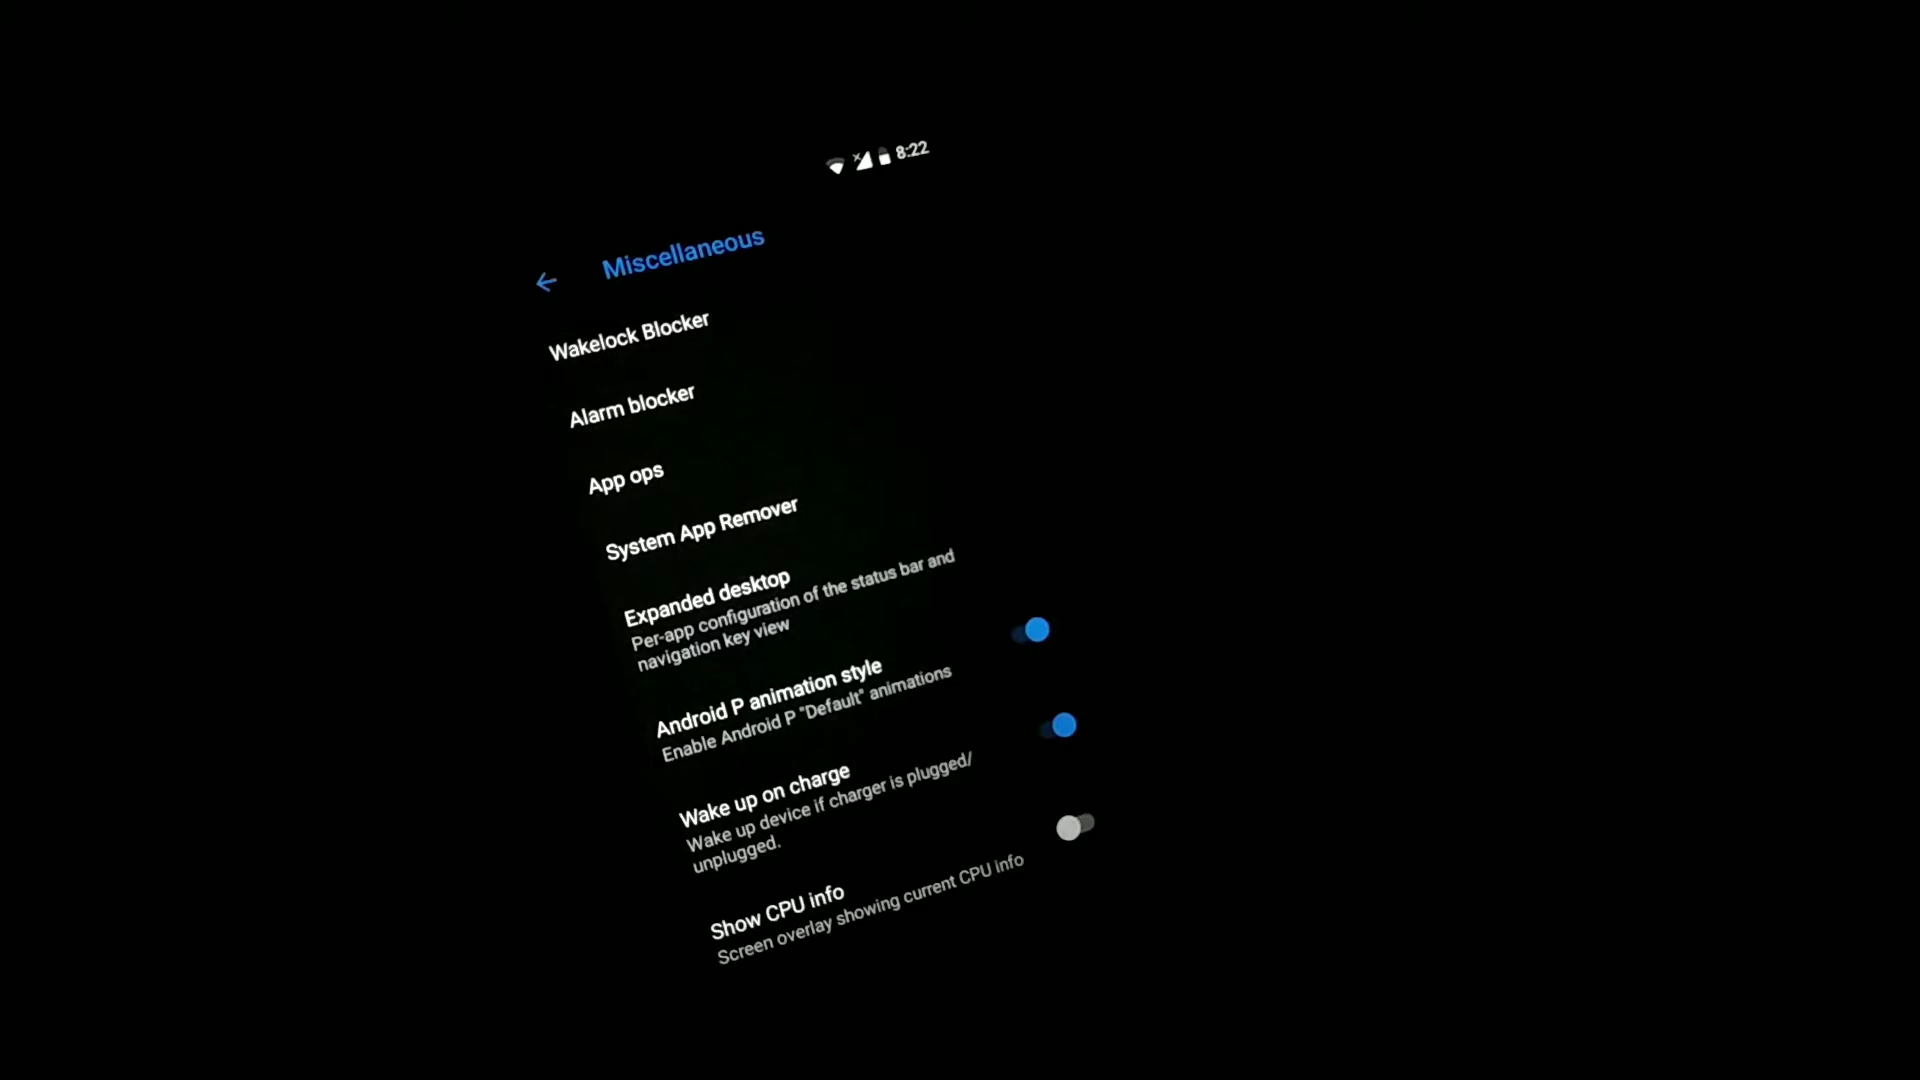 8:22
Miscellaneous
Wakelock Blocker
Alarm blocker
App ops
System App Remover
Expanded desktop
Per-app configuration of the status bar and
navigation key view
Android P animation style
Enable Android P "Default" animations
Wake up on charge
Wake up device if charger is plugged/
unplugged.
Show CPU info
Screen overlay showing current CPU info